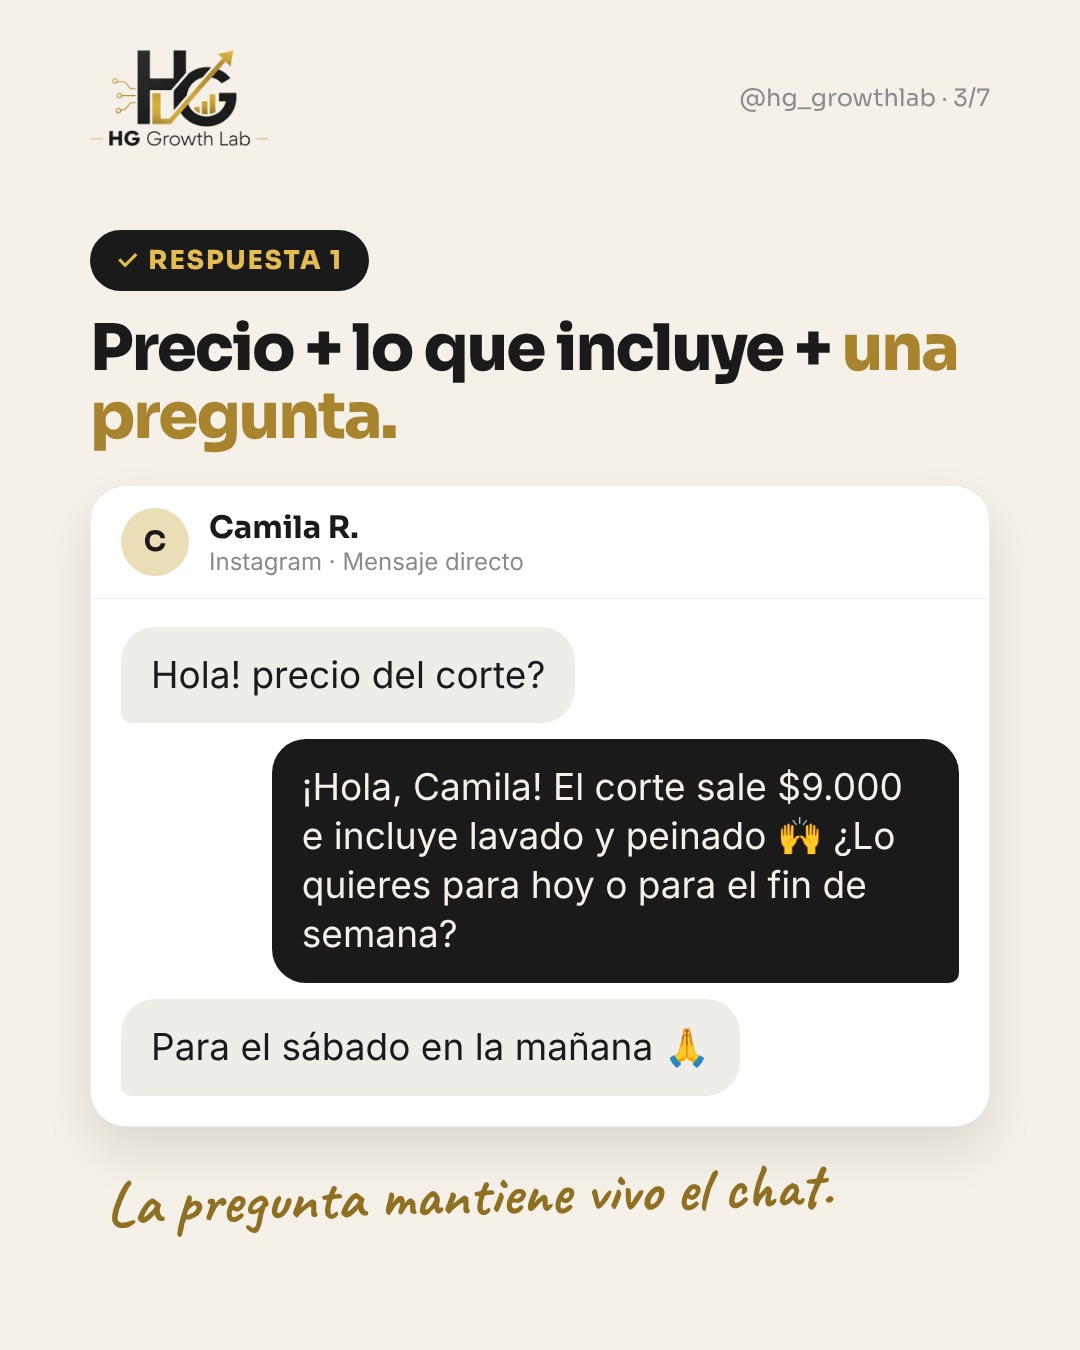 HG
HG Growth Lab
@hg_growthlab · 3/7
✓ RESPUESTA 1
Precio + lo que incluye + una
pregunta.
C
Camila R.
Instagram · Mensaje directo
Hola! precio del corte?
¡Hola, Camila! El corte sale $9.000
e incluye lavado y peinado 🙌 ¿Lo
quieres para hoy o para el fin de
semana?
Para el sábado en la mañana 🙏
La pregunta mantiene vivo el chat.